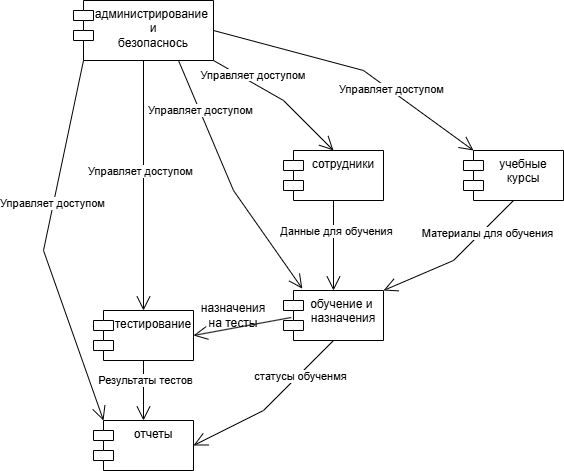 администрирование
и
безопаснось
Управляет доступом
Управляет доступом
Управляет доступом
Управляет доступом
Управляет доступом
сотрудники
учебные
курсы
Данные для обучения
Материалы для обучения
обучение и
назначения
назначения
на тесты
тестирование
Результаты тестов
статусы обученмя
отчеты